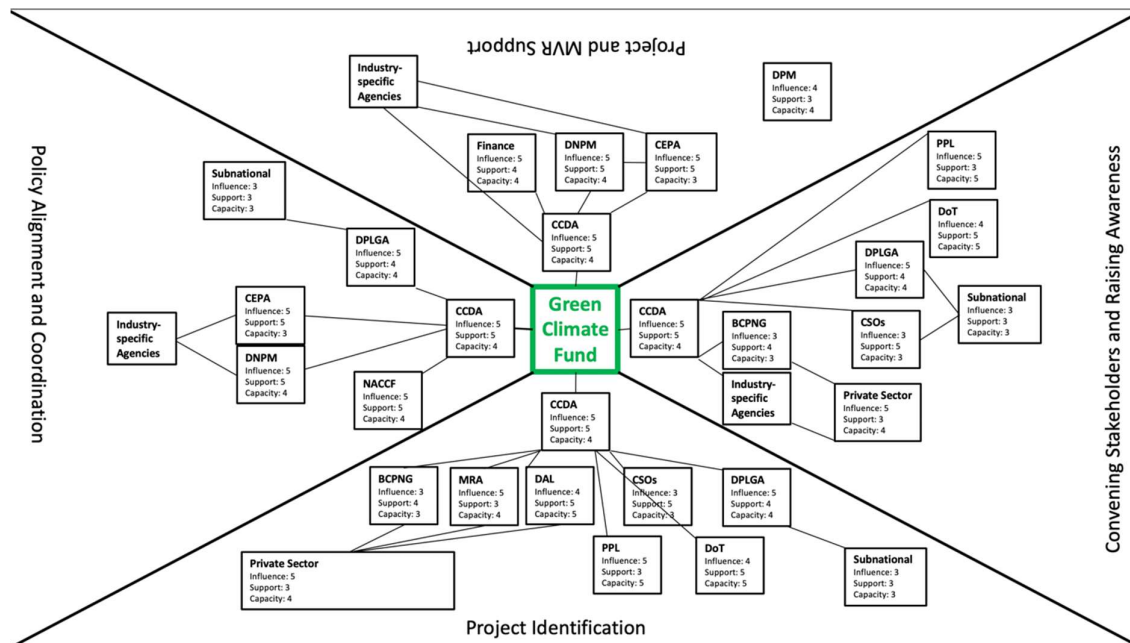 Project and MVR Support
Industry-
specific
Agencies
Finance
Influence: 5
Support: 4
Capacity: 4
DNPM
Influence: 5
Support: 5
Capacity: 4
CEPA
Influence: 5
Support: 5
Capacity: 3
DPM
Influence: 4
Support: 3
Capacity: 4
CCDA
Influence: 5
Support: 5
Capacity: 4
Policy Alignment and Coordination
Subnational
Influence: 3
Support: 3
Capacity: 3
DPLGA
Influence: 5
Support: 4
Capacity: 4
CEPA
Influence: 5
Support: 5
Capacity: 3
Industry-
specific
Agencies
DNPM
Influence: 5
Support: 5
Capacity: 4
CCDA
Influence: 5
Support: 5
Capacity: 4
NACCF
Influence: 5
Support: 5
Capacity: 4
Green
Climate
Fund
Convening Stakeholders and Raising Awareness
PPL
Influence: 5
Support: 3
Capacity: 5
DoT
Influence: 4
Support: 5
Capacity: 5
DPLGA
Influence: 5
Support: 4
Capacity: 4
Subnational
Influence: 3
Support: 3
Capacity: 3
CCDA
Influence: 5
Support: 5
Capacity: 4
BCPNG
Influence: 3
Support: 4
Capacity: 3
CSOs
Influence: 3
Support: 5
Capacity: 3
Industry-
specific
Agencies
Private Sector
Influence: 5
Support: 3
Capacity: 4
CCDA
Influence: 5
Support: 5
Capacity: 4
BCPNG
Influence: 3
Support: 4
Capacity: 3
MRA
Influence: 5
Support: 3
Capacity: 4
DAL
Influence: 4
Support: 5
Capacity: 5
CSOs
Influence: 3
Support: 5
Capacity: 3
DPLGA
Influence: 5
Support: 4
Capacity: 4
Private Sector
Influence: 5
Support: 3
Capacity: 4
PPL
Influence: 5
Support: 3
Capacity: 5
DoT
Influence: 4
Support: 5
Capacity: 5
Subnational
Influence: 3
Support: 3
Capacity: 3
Project Identification